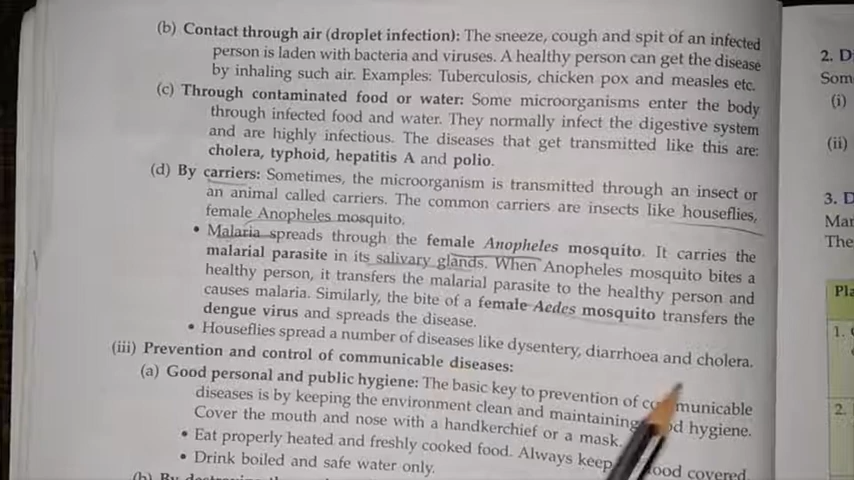 (b) Contact through air (droplet infection): The sneeze, cough and spit of an infected
person is laden with bacteria and viruses. A healthy person can get the disease
by inhaling such air. Examples: Tuberculosis, chicken pox and measles etc.
(c) Through contaminated food or water: Some microorganisms enter the body
through infected food and water. They normally infect the digestive system
and are highly infectious. The diseases that get transmitted like this are:
cholera, typhoid, hepatitis A and polio.
(d) By carriers: Sometimes, the microorganism is transmitted through an insect or
an animal called carriers. The common carriers are insects like houseflies,
female Anopheles mosquito.
• Malaria spreads through the female Anopheles mosquito. It carries the
malarial parasite in its salivary glands. When Anopheles mosquito bites a
healthy person, it transfers the malarial parasite to the healthy person and
causes malaria. Similarly, the bite of a female Aedes mosquito transfers the
dengue virus and spreads the disease.
• Houseflies spread a number of diseases like dysentery, diarrhoea and cholera.
(iii) Prevention and control of communicable diseases:
(a) Good personal and public hygiene: The basic key to prevention of communicable
diseases is by keeping the environment clean and maintaining hygiene.
Cover the mouth and nose with a handkerchief or a mask.
• Eat properly heated and freshly cooked food. Always keep food covered.
• Drink boiled and safe water only.
(b) By
2. D
Som
(i)
(ii)
3. D
Mar
The
Pla
1.
2.